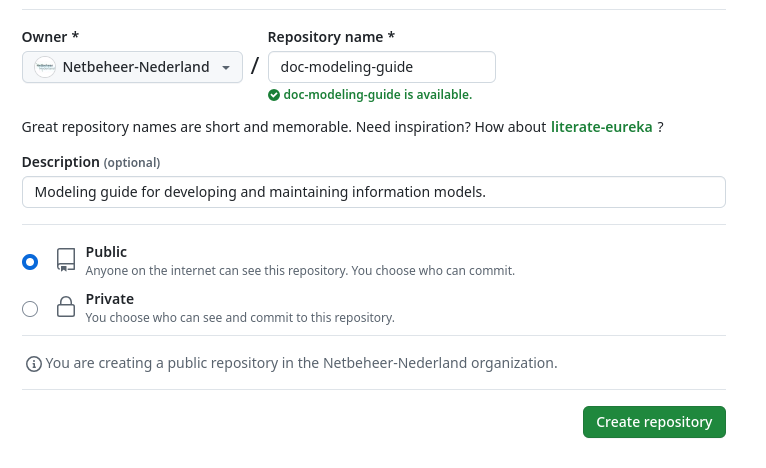 Owner * Repository name *
Netbeheer-Nederland / doc-modeling-guide
doc-modeling-guide is available.
Great repository names are short and memorable. Need inspiration? How about literate-eureka ?
Description (optional)
Modeling guide for developing and maintaining information models.
Public
Anyone on the internet can see this repository. You choose who can commit.
Private
You choose who can see and commit to this repository.
You are creating a public repository in the Netbeheer-Nederland organization.
Create repository